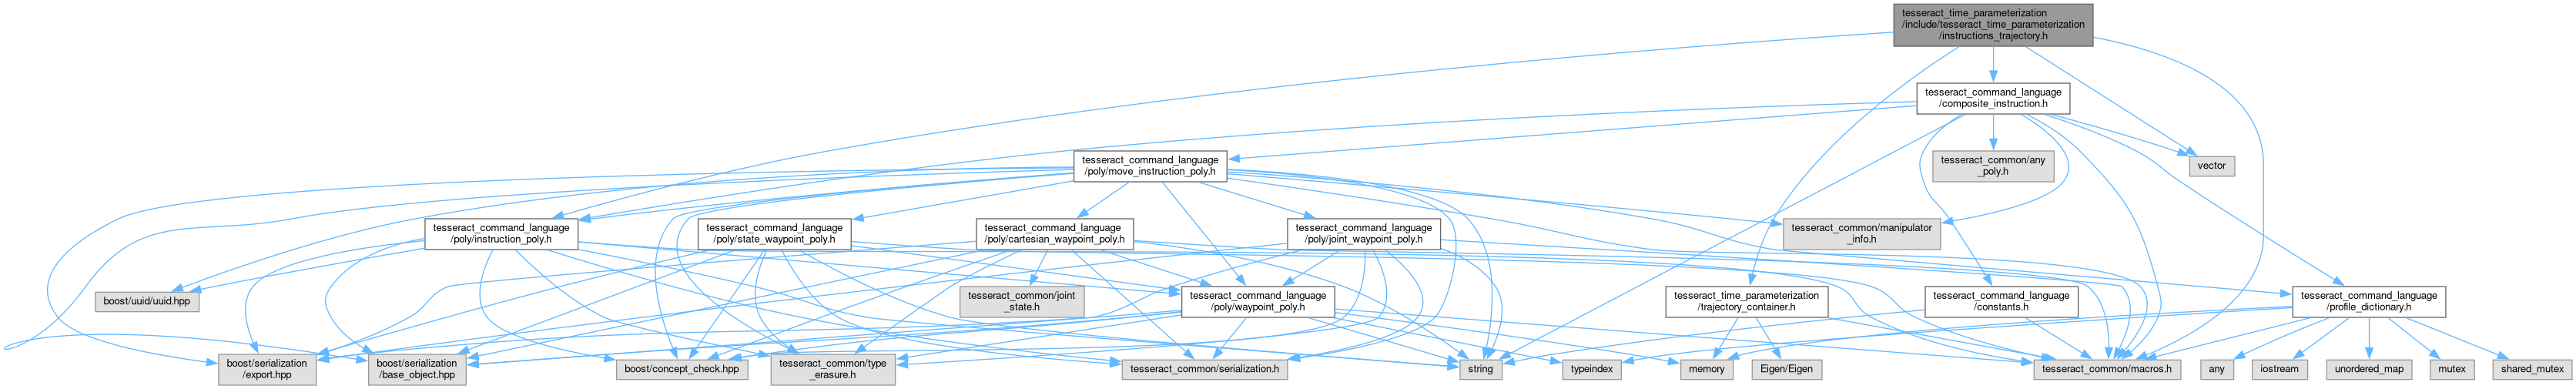 tesseract_time_parameterization
/include/tesseract_time_parameterization
/instructions_trajectory.h
tesseract_command_language
/composite_instruction.h
tesseract_command_language
/poly/move_instruction_poly.h
tesseract_common/any
_poly.h
vector
tesseract_command_language
/poly/instruction_poly.h
tesseract_command_language
/poly/state_waypoint_poly.h
tesseract_command_language
/poly/cartesian_waypoint_poly.h
tesseract_command_language
/poly/joint_waypoint_poly.h
tesseract_common/manipulator
_info.h
boost/uuid/uuid.hpp
tesseract_common/joint
_state.h
tesseract_command_language
/poly/waypoint_poly.h
tesseract_time_parameterization
/trajectory_container.h
tesseract_command_language
/constants.h
tesseract_command_language
/profile_dictionary.h
boost/serialization
/export.hpp
boost/serialization
/base_object.hpp
boost/concept_check.hpp
tesseract_common/type
_erasure.h
tesseract_common/serialization.h
string
typeindex
memory
Eigen/Eigen
tesseract_common/macros.h
any
iostream
unordered_map
mutex
shared_mutex